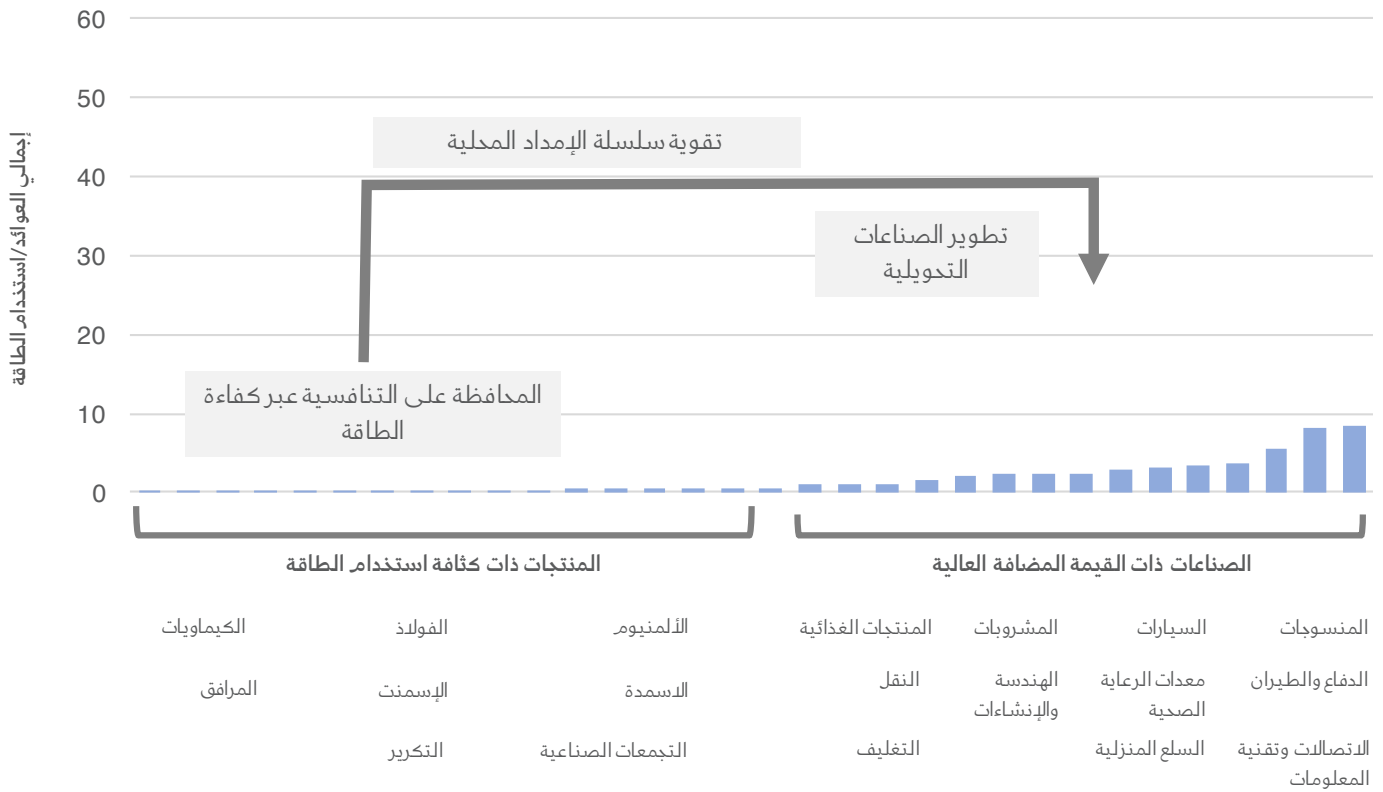 60
50
40
30
20
10
0
إجمالي العوائد/استخدام الطاقة
تقوية سلسلة الإمداد المحلية
تطوير الصناعات
التحويلية
المحافظة على التنافسية عبر كفاءة
الطاقة
المنتجات ذات كثافة استخدام الطاقة
الصناعات ذات القيمة المضافة العالية
الكيماويات
الفولاذ
الألمنيوم
المرافق
الإسمنت
الاسمدة
التكرير
التجمعات الصناعية
المنتجات الغذائية
المشروبات
السيارات
المنسوجات
النقل
الهندسة
والإنشاءات
معدات الرعاية
الصحية
الدفاع والطيران
التغليف
السلع المنزلية
الاتصالات وتقنية
المعلومات